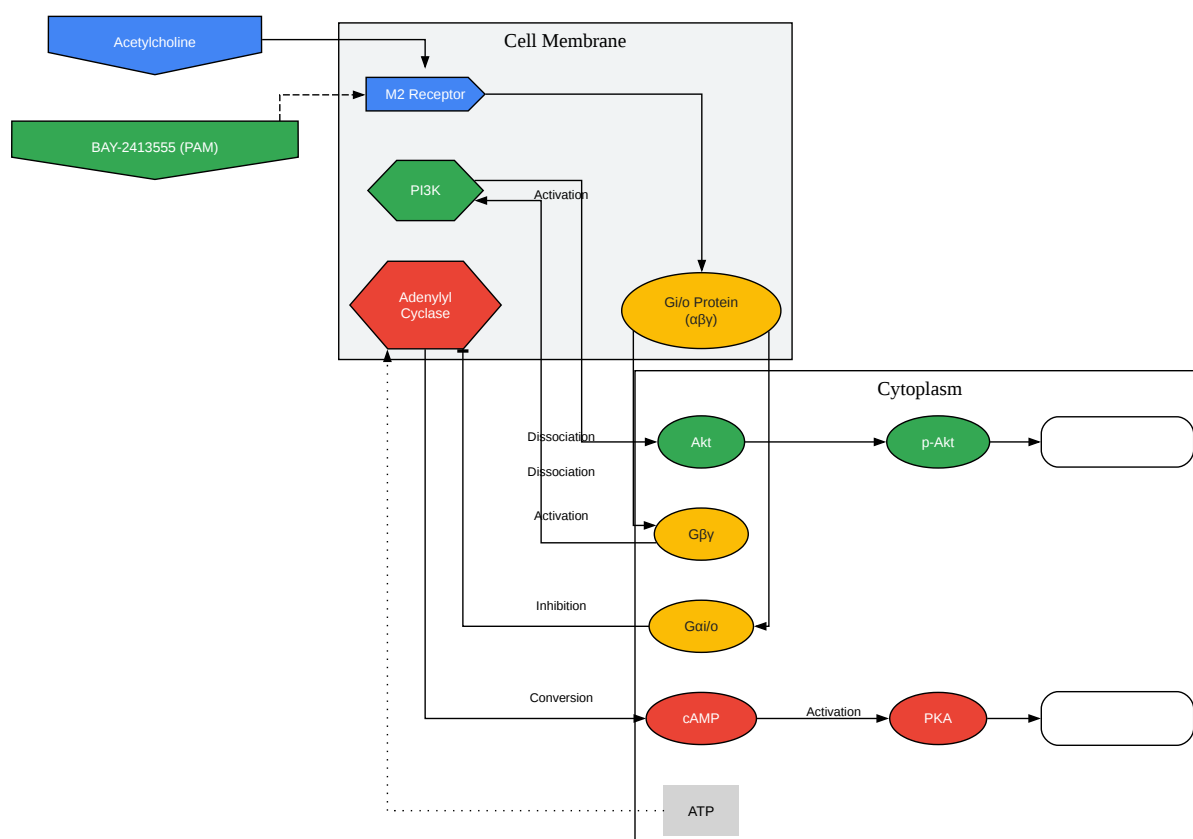 Cell Membrane
Acetylcholine
M2 Receptor
BAY-2413555 (PAM)
PI3K
Activation
Adenylyl
Cyclase
Gi/o Protein
(αβγ)
Cytoplasm
Dissociation
Akt
p-Akt
Dissociation
Activation
Gβγ
Inhibition
Gαi/o
Conversion
cAMP
Activation
PKA
ATP